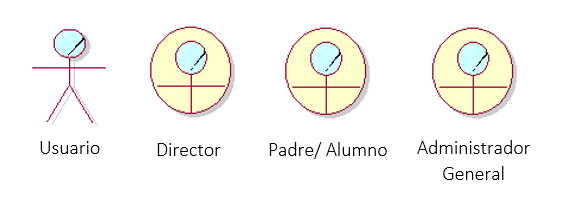 Usuario
Director
Padre/ Alumno
Administrador
General